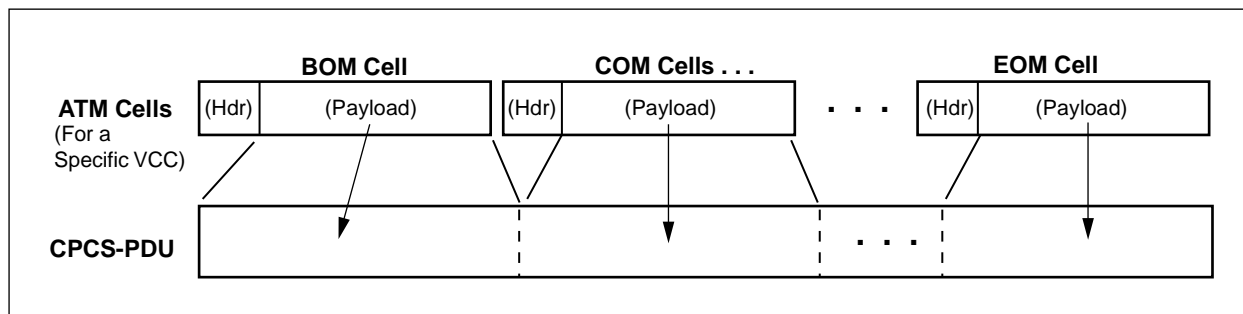 BOM Cell
COM Cells . . .
EOM Cell
ATM Cells
(For a
Specific VCC)
(Hdr) (Payload) (Hdr) (Payload) . . . (Hdr) (Payload)
CPCS-PDU
. . .